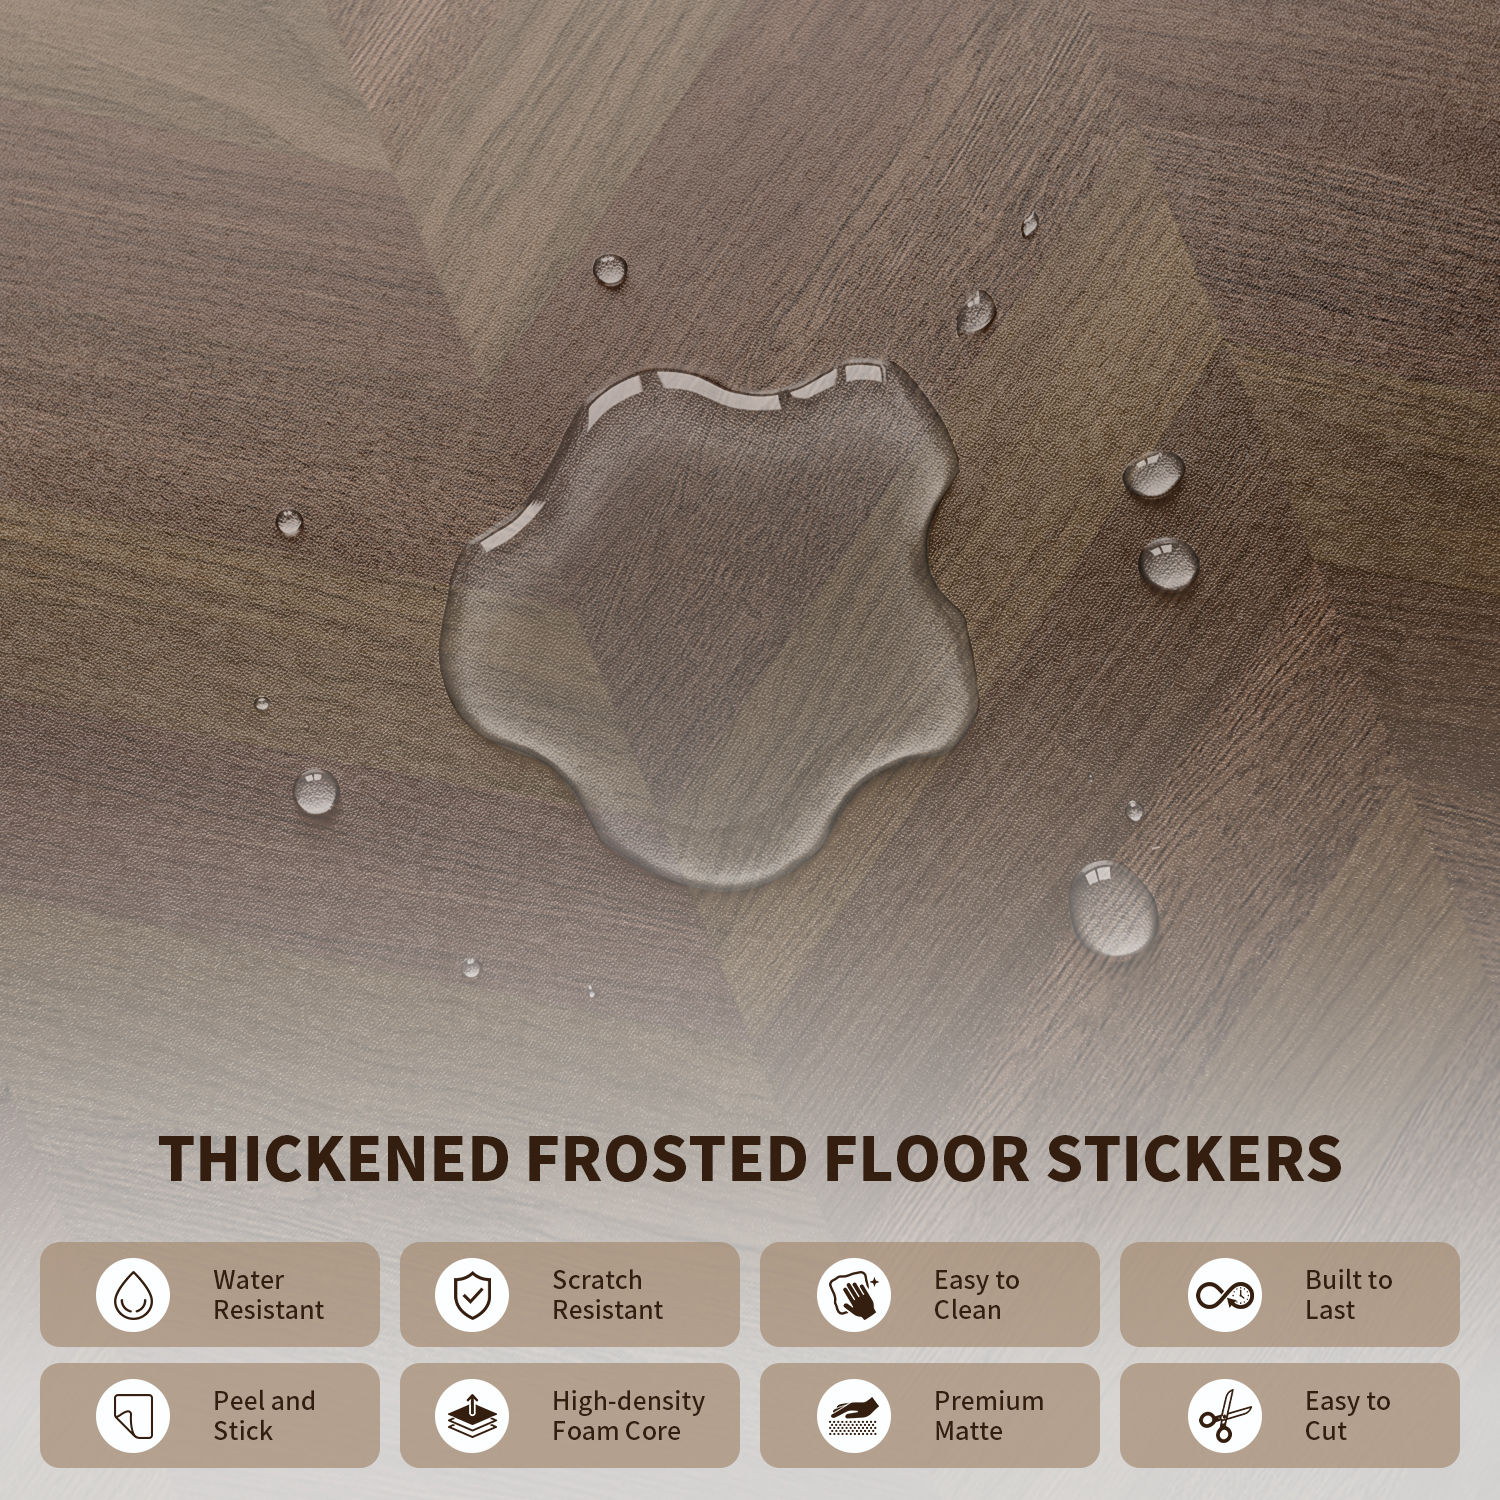 THICKENED FROSTED FLOOR STICKERS
Water
Resistant
Scratch
Resistant
Easy to
Clean
Built to
Last
Peel and
Stick
High-density
Foam Core
Premium
Matte
Easy to
Cut